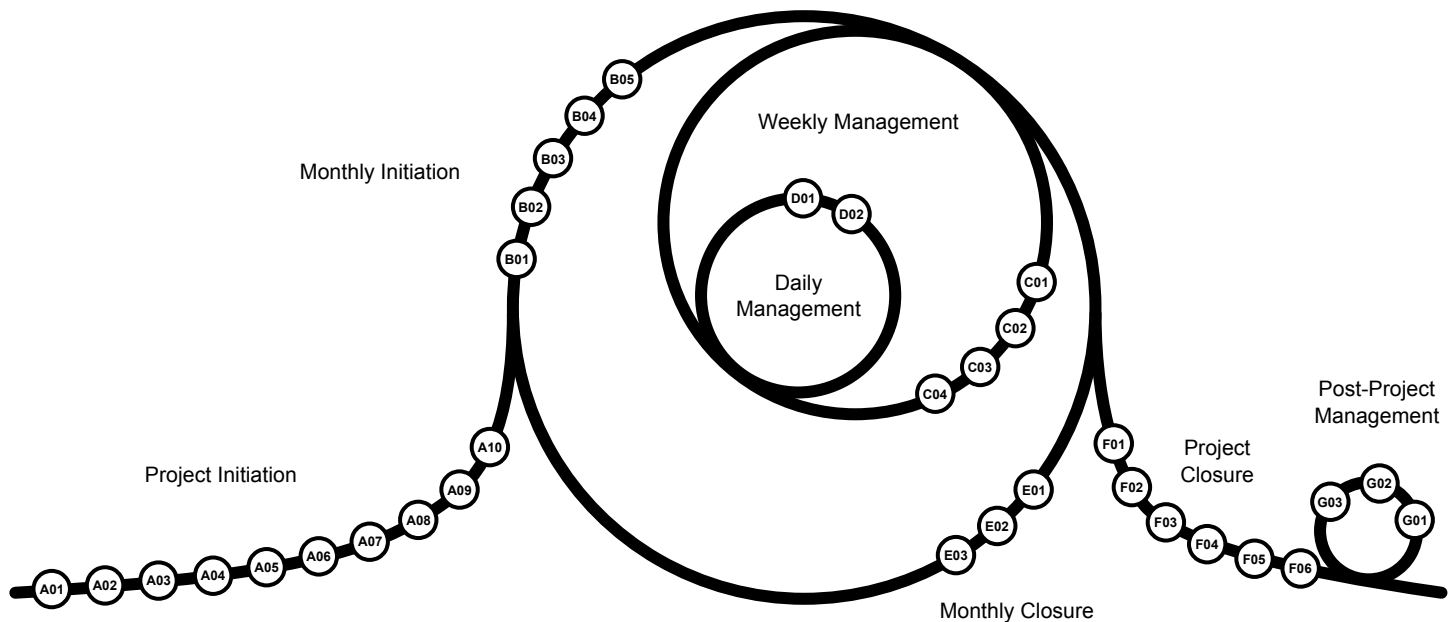 Project Initiation
A01
A02
A03
A04
A05
A06
A07
A08
A09
A10
Monthly Initiation
B01
B02
B03
B04
B05
Weekly Management
C01
C02
C03
C04
Daily
Management
D01
D02
Monthly Closure
E01
E02
E03
Project
Closure
F01
F02
F03
F04
F05
F06
Post-Project
Management
G01
G02
G03